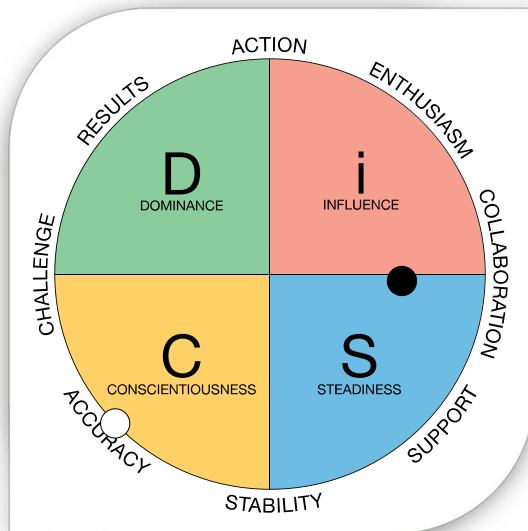 ACTION
RESULTS
ENTHUSIASM
D
DOMINANCE
i
INFLUENCE
CHALLENGE
COLLABORATION
C
CONSCIENTIOUSNESS
S
STEADINESS
ACCURACY
SUPPORT
STABILITY